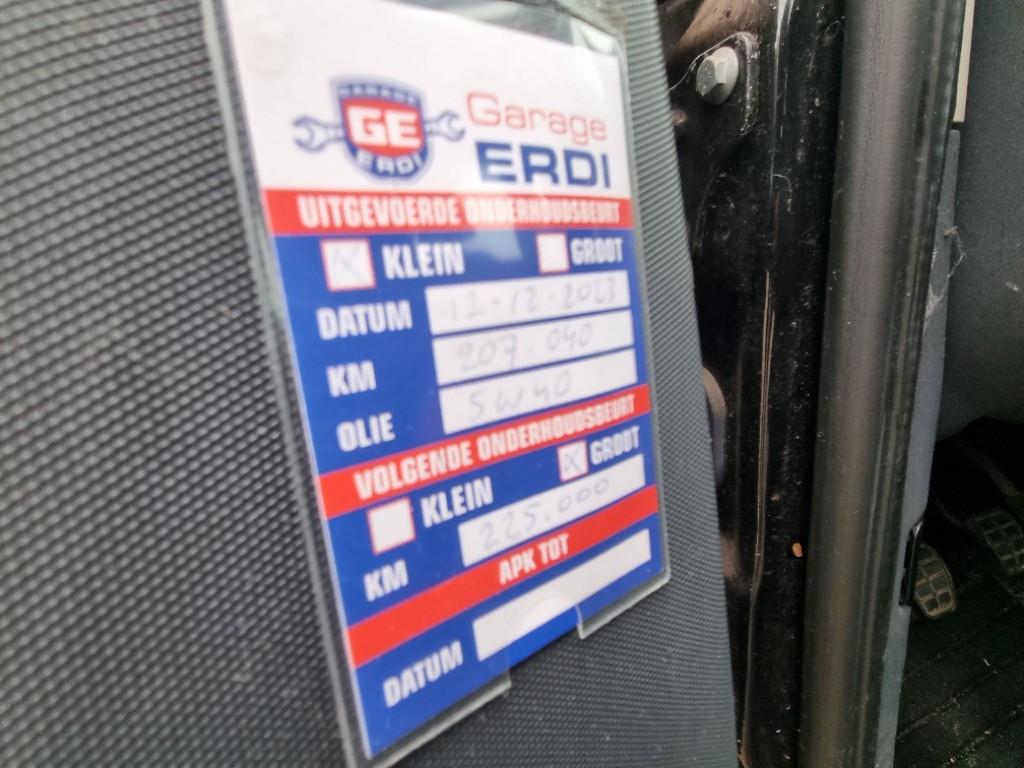 GARAGE
GE
ERDI
Garage
ERDI
UITGEVOERDE ONDERHOUDSBEURT
KLEIN GROOT
DATUM 12-12-2023
KM 207.040
OLIE 5W40
VOLGENDE ONDERHOUDSBEURT
KLEIN GROOT
KM 225.000
APK TOT
DATUM